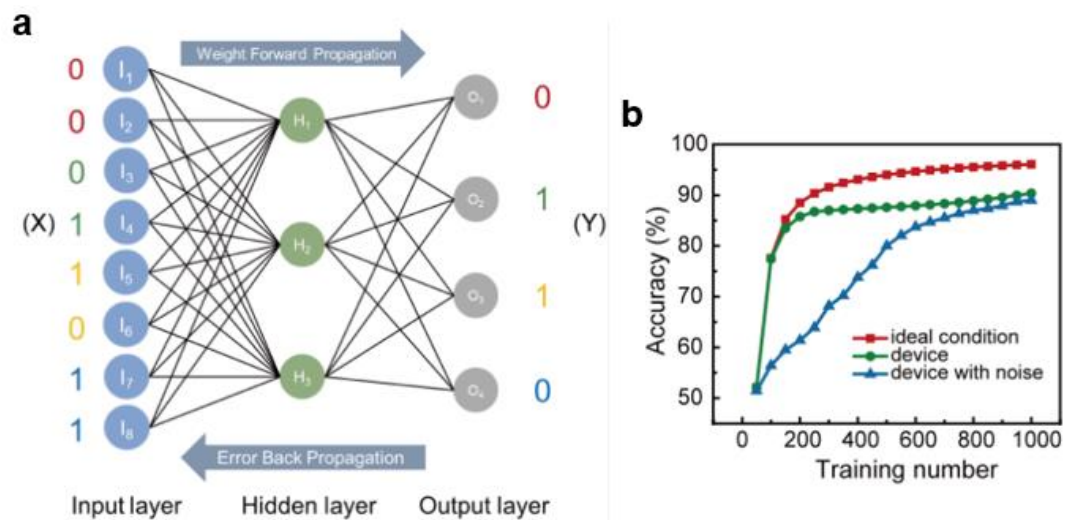 a
Weight Forward Propagation
0 I1 H1 O1 0
0 I2
0 I3 O2 1
1 I4
(X) H2 (Y)
1 I5
0 I6 O3 1
1 I7 H3 O4 0
1 I8
Error Back Propagation
Input layer Hidden layer Output layer
b
100
90
80
70
60
50
Accuracy (%)
ideal condition
device
device with noise
0 200 400 600 800 1000
Training number